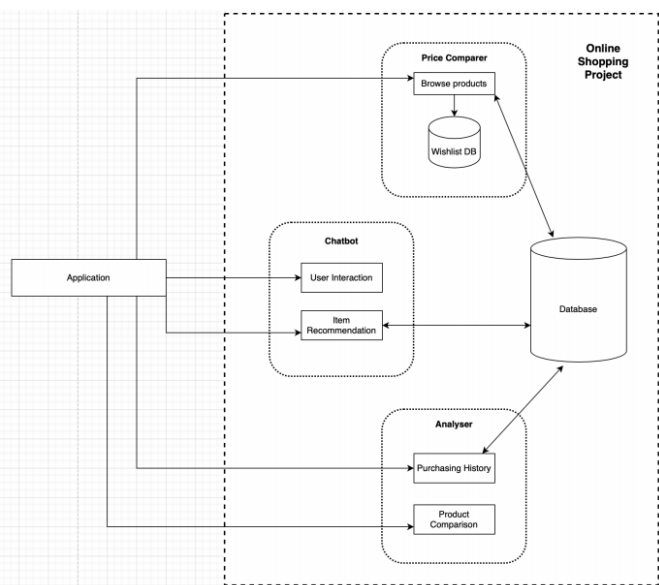 Online
Shopping
Project
Price Comparer
Browse products
Wishlist DB
Chatbot
User Interaction
Item
Recommendation
Application
Database
Analyser
Purchasing History
Product
Comparison